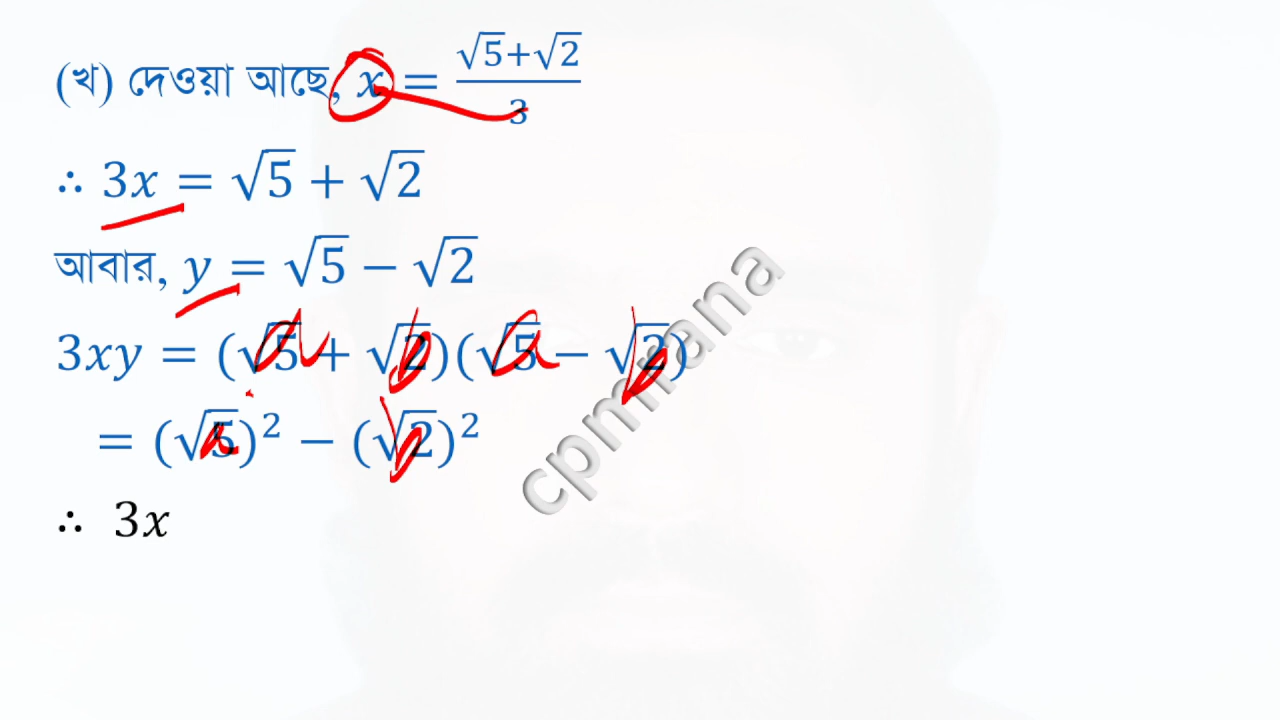 (খ) দেওয়া আছে, x = (√5+√2)/3
∴ 3x = √5 + √2
আবার, y = √5 − √2
3xy = (√5 + √2)(√5 − √2)
a b a b
= (√5)² − (√2)²
a b
∴ 3x
cpmrana